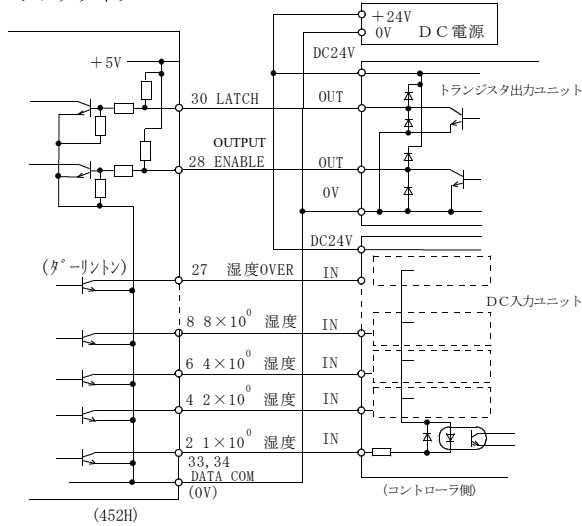 +24V
0V
DC電源
DC24V
+5V
トランジスタ出力ユニット
30 LATCH
OUT
OUTPUT
28 ENABLE
OUT
0V
DC24V
(ﾀﾞｰリントン)
27 湿度OVER
IN
DC入力ユニット
8 8×10⁰ 湿度
IN
6 4×10⁰ 湿度
IN
4 2×10⁰ 湿度
IN
2 1×10⁰ 湿度
IN
33,34
DATA COM
(0V)
(コントローラ側)
(452H)